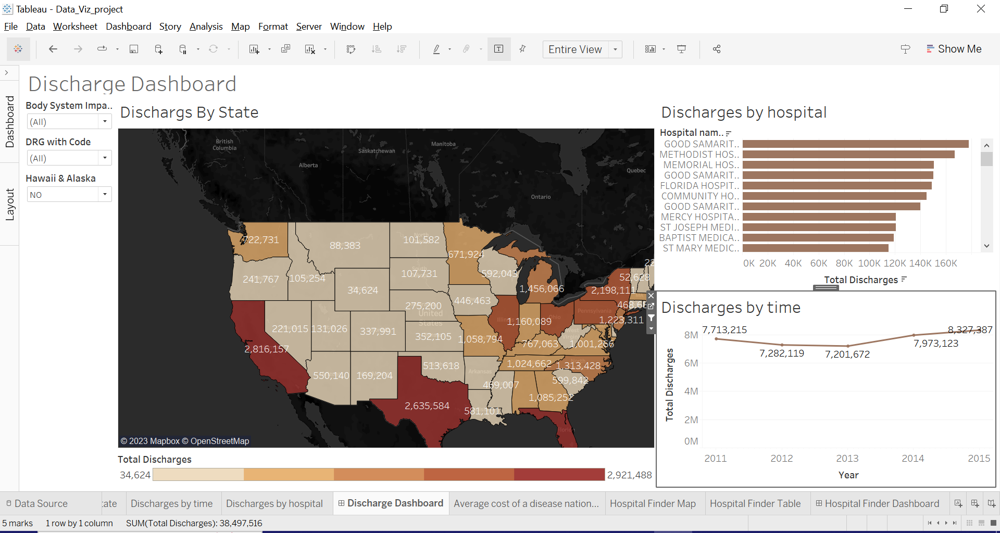 Tableau - Data_Viz_project
File Data Worksheet Dashboard Story Analysis Map Format Server Window Help
Entire View
Show Me
Dashboard
Layout
Discharge Dashboard
Body System Impa..
(All)
DRG with Code
(All)
Hawaii & Alaska
NO
Dischargs By State
British
Columbia
Alberta
Saskatchewan
Manitoba
Ontario
Quebec
722,731
88,383
101,582
671,924
592,043
241,767
105,254
34,624
107,731
275,200
446,463
1,456,066
2,198,111
52,628
22
468,6
221,015
131,026
337,991
United
States
352,105
1,058,794
1,160,089
Illinois
Ohio
Pennsylvania
1,223,311
West
Virginia
767,063
1,001,266
2,816,157
550,140
169,204
513,618
Arkansas
1,024,662
North
1,313,428
469,007
599,842
1,085,252
2,635,584
581,101
Florida
© 2023 Mapbox © OpenStreetMap
Total Discharges
34,624
2,921,488
Discharges by hospital
Hospital nam..
GOOD SAMARIT..
METHODIST HOS..
MEMORIAL HOS..
GOOD SAMARIT..
FLORIDA HOSPIT..
COMMUNITY HO..
GOOD SAMARIT..
MERCY HOSPITA..
ST JOSEPH MEDI..
BAPTIST MEDICA..
ST MARY MEDIC..
0K 20K 40K 60K 80K 100K 120K 140K 160K
Total Discharges
Discharges by time
7,713,215
7,282,119
7,201,672
7,973,123
8,327,387
8M
6M
4M
2M
0M
Total Discharges
2011 2012 2013 2014 2015
Year
Data Source
tate
Discharges by time
Discharges by hospital
Discharge Dashboard
Average cost of a disease nation...
Hospital Finder Map
Hospital Finder Table
Hospital Finder Dashboard
5 marks 1 row by 1 column SUM(Total Discharges): 38,497,516